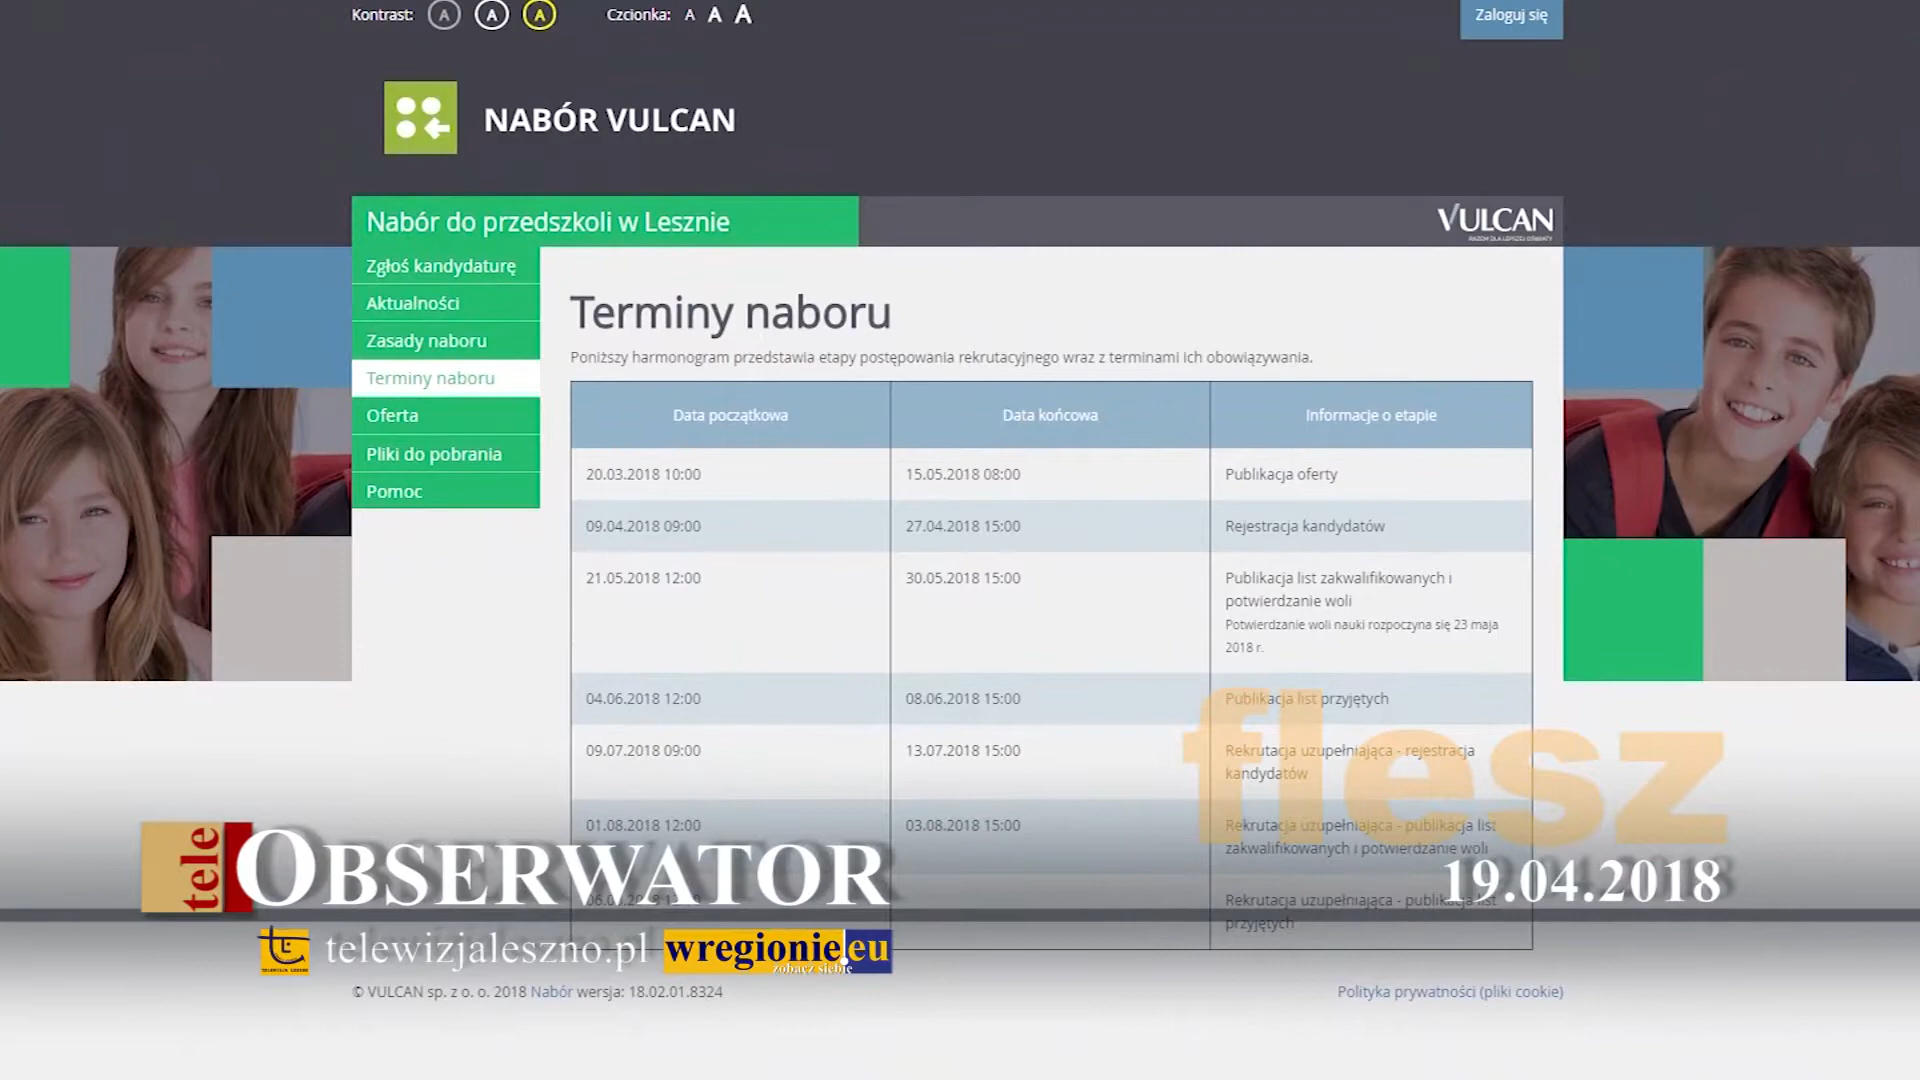 Kontrast: A A A Czcionka: A A A Zaloguj się
NABÓR VULCAN
Nabór do przedszkoli w Lesznie
VULCAN
RAZEM DLA LEPSZEJ OŚWIATY
Zgłoś kandydaturę
Aktualności
Zasady naboru
Terminy naboru
Oferta
Pliki do pobrania
Pomoc
Terminy naboru
Poniższy harmonogram przedstawia etapy postępowania rekrutacyjnego wraz z terminami ich obowiązywania.
Data początkowa Data końcowa Informacje o etapie
20.03.2018 10:00 15.05.2018 08:00 Publikacja oferty
09.04.2018 09:00 27.04.2018 15:00 Rejestracja kandydatów
21.05.2018 12:00 30.05.2018 15:00 Publikacja list zakwalifikowanych i
potwierdzanie woli
Potwierdzanie woli nauki rozpoczyna się 23 maja
2018 r.
04.06.2018 12:00 08.06.2018 15:00 Publikacja list przyjętych
09.07.2018 09:00 13.07.2018 15:00 Rekrutacja uzupełniająca - rejestracja
kandydatów
01.08.2018 12:00 03.08.2018 15:00 Rekrutacja uzupełniająca - publikacja list
zakwalifikowanych i potwierdzanie woli
Rekrutacja uzupełniająca - publikacja list
przyjętych
flesz
tele OBSERWATOR
19.04.2018
TELEWIZJA LESZNO
telewizjaleszno.pl wregionie.eu
zobacz siebie
© VULCAN sp. z o. o. 2018 Nabór wersja: 18.02.01.8324 Polityka prywatności (pliki cookie)